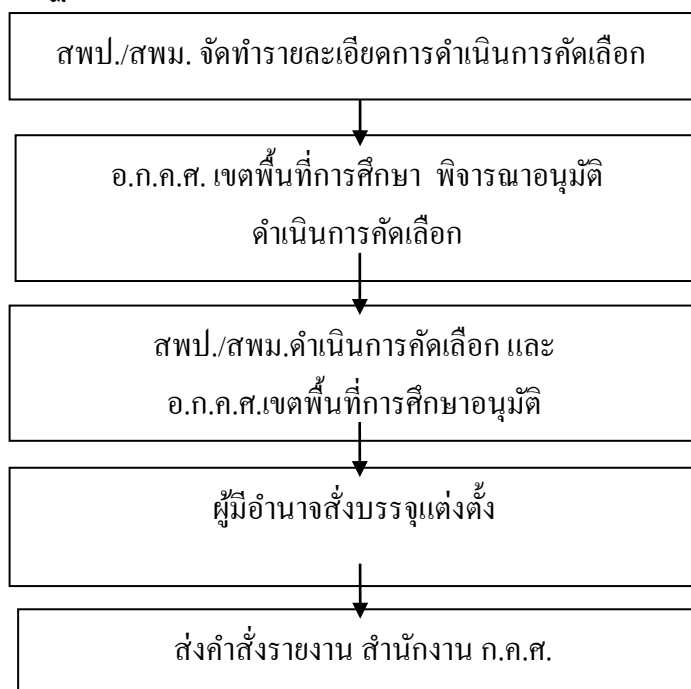 สพป./สพม. จัดทำรายละเอียดการดำเนินการคัดเลือก
อ.ก.ค.ศ. เขตพื้นที่การศึกษา พิจารณาอนุมัติ
ดำเนินการคัดเลือก
สพป./สพม.ดำเนินการคัดเลือก และ
อ.ก.ค.ศ.เขตพื้นที่การศึกษาอนุมัติ
ผู้มีอำนาจสั่งบรรจุแต่งตั้ง
ส่งคำสั่งรายงาน สำนักงาน ก.ค.ศ.